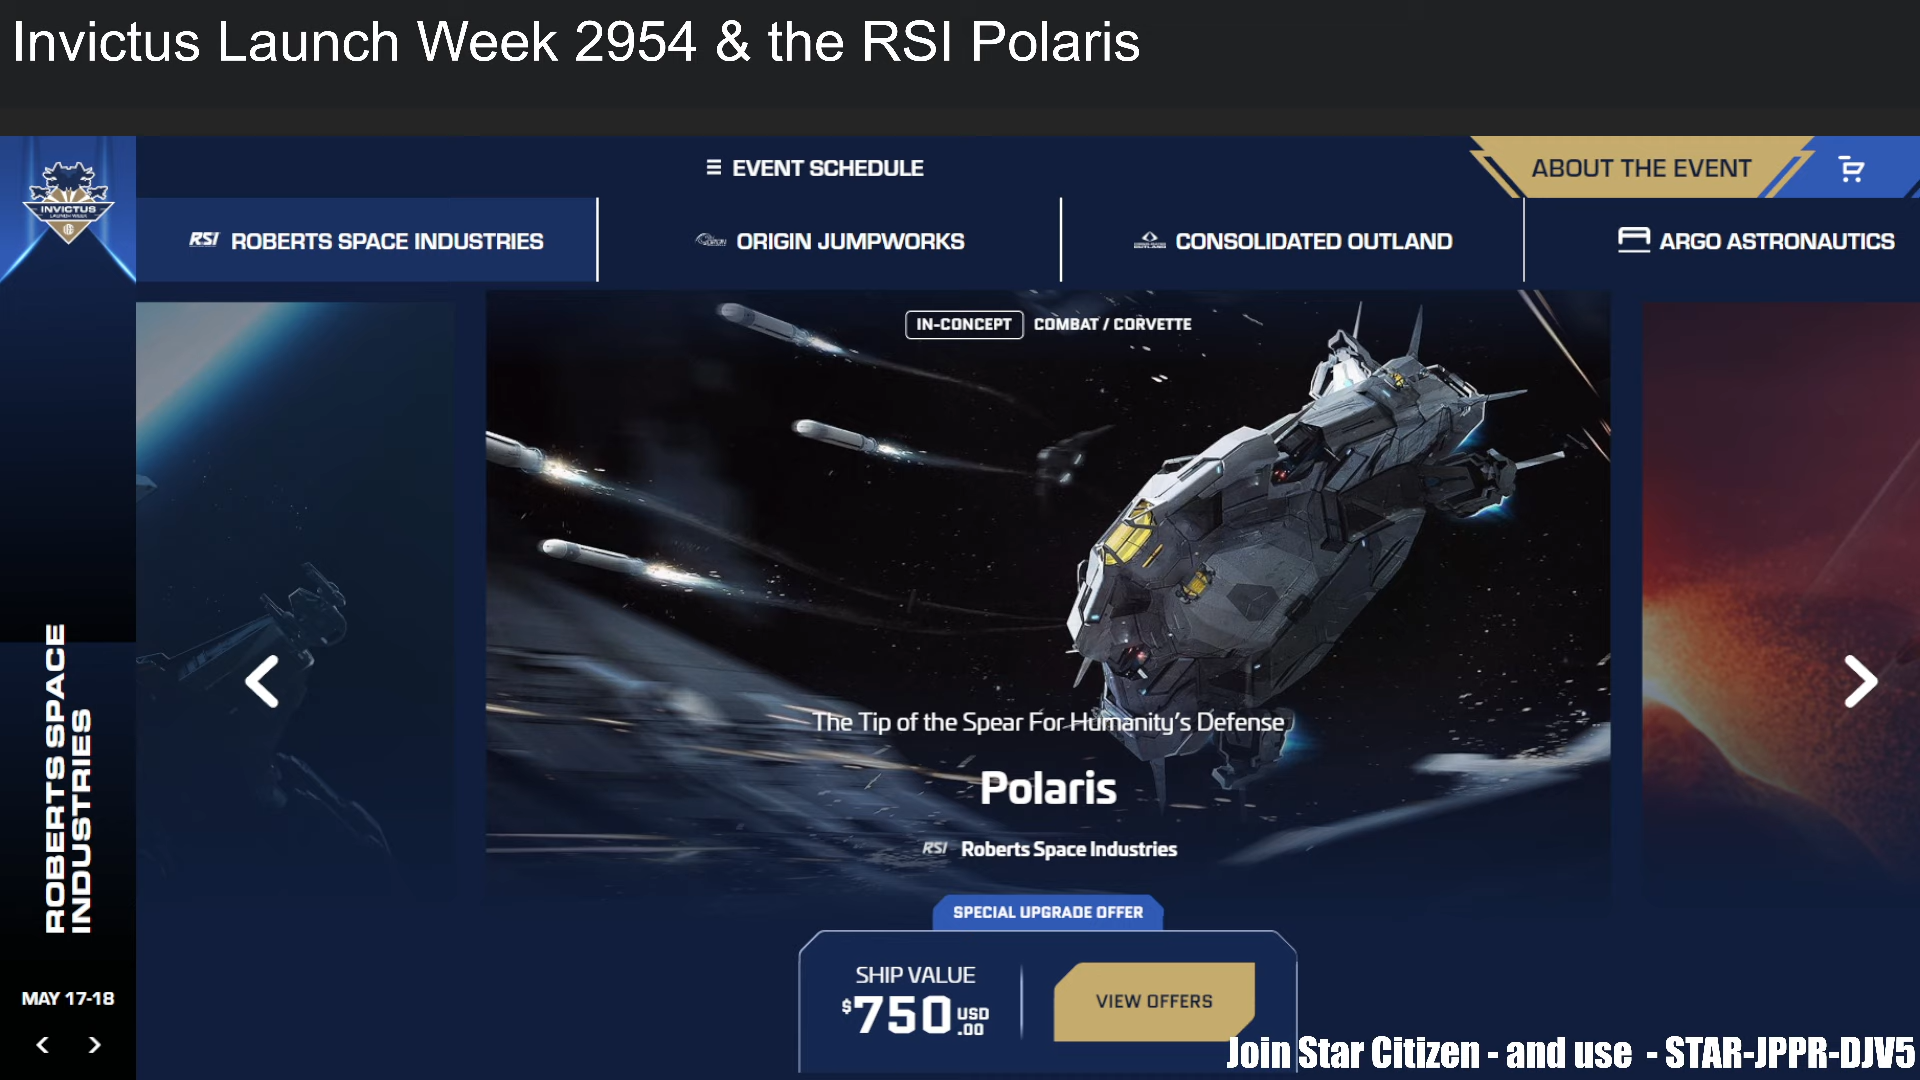 Invictus Launch Week 2954 & the RSI Polaris
INVICTUS
LAUNCH WEEK
EVENT SCHEDULE
ABOUT THE EVENT
RSI ROBERTS SPACE INDUSTRIES
ORIGIN JUMPWORKS
CONSOLIDATED OUTLAND
ARGO ASTRONAUTICS
IN-CONCEPT COMBAT / CORVETTE
The Tip of the Spear For Humanity's Defense
Polaris
RSI Roberts Space Industries
SPECIAL UPGRADE OFFER
SHIP VALUE
$750.00 USD
VIEW OFFERS
ROBERTS SPACE
INDUSTRIES
MAY 17-18
Join Star Citizen - and use - STAR-JPPR-DJV5